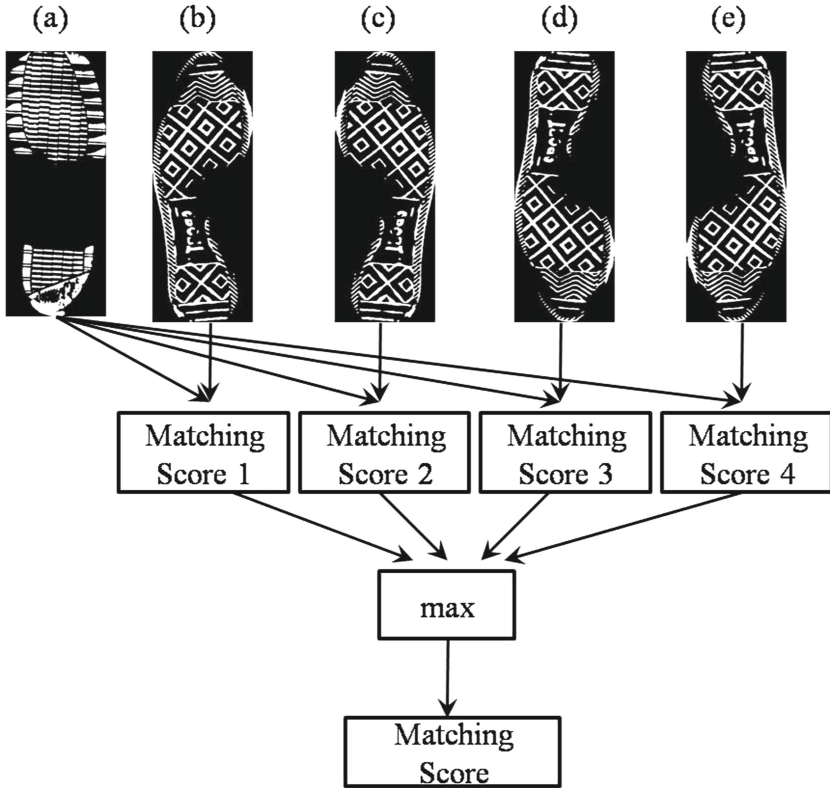 (a) (b) (c) (d) (e)
Matching Matching Matching Matching
Score 1 Score 2 Score 3 Score 4
max
Matching
Score